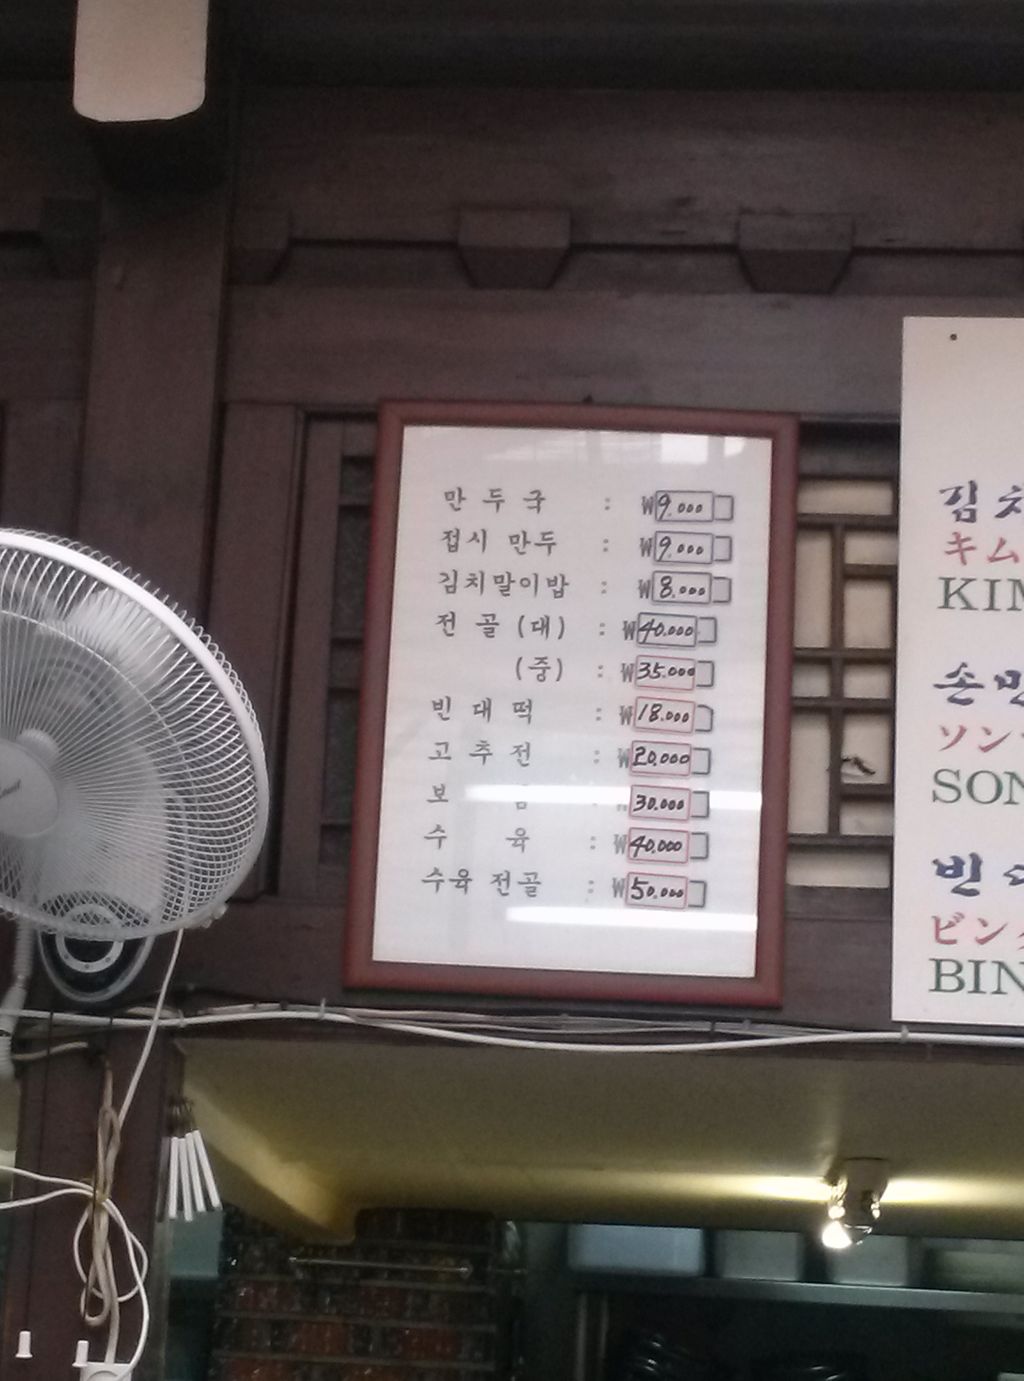 만 두 국 : ₩9.000
접시 만두 : ₩9.000
김치말이밥 : ₩8.000
전 골 (대) : ₩40.000
(중) : ₩35.000
빈 대 떡 : ₩18.000
고 추 전 : ₩20.000
보 : ₩30.000
수 육 : ₩40.000
수육 전골 : ₩50.000
김치
キム
KIM
손만
ソン
SON
빈대
ビン
BIN